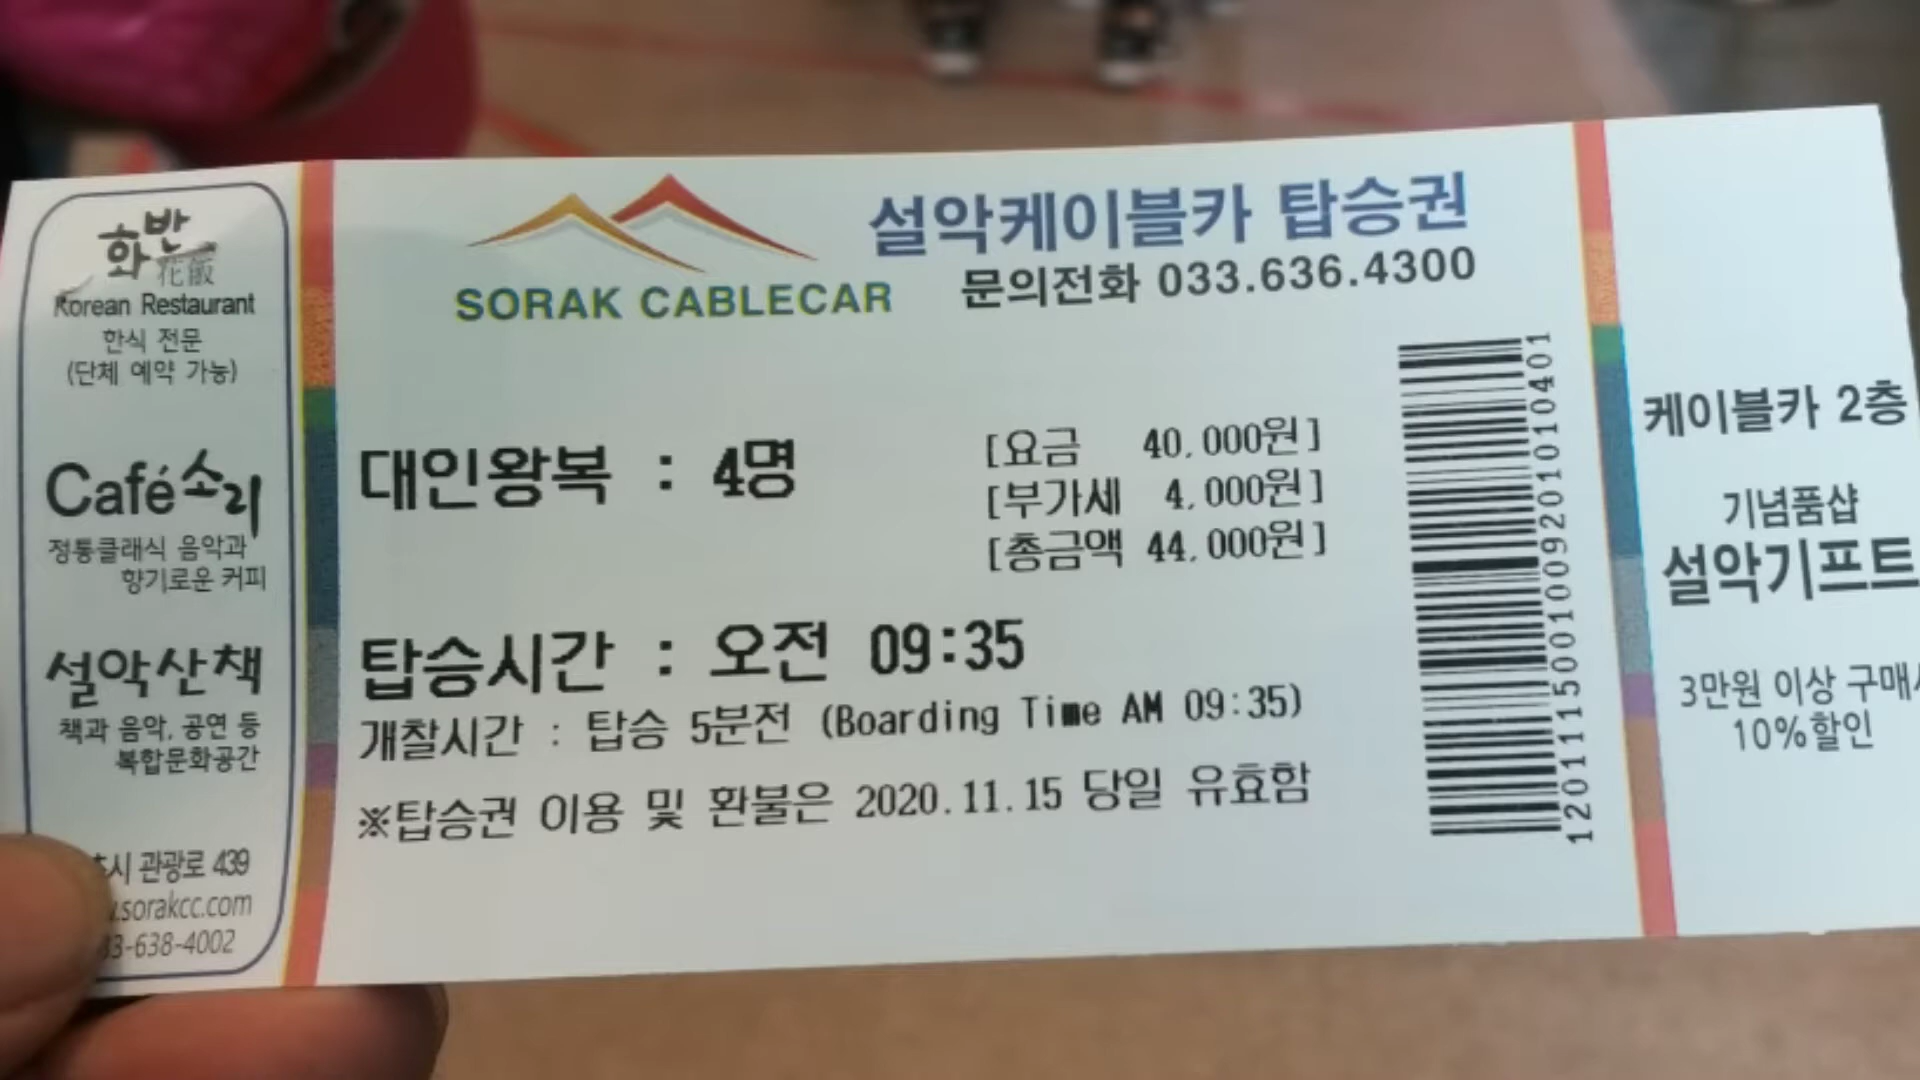 화반
花飯
Korean Restaurant
한식 전문
(단체 예약 가능)
Café소리
정통클래식 음악과
향기로운 커피
설악산책
책과 음악, 공연 등
복합문화공간
시 관광로 439
.sorakcc.com
33-638-4002
SORAK CABLECAR
설악케이블카 탑승권
문의전화 033.636.4300
대인왕복 : 4명
[요금 40,000원]
[부가세 4,000원]
[총금액 44,000원]
탑승시간 : 오전 09:35
개찰시간 : 탑승 5분전 (Boarding Time AM 09:35)
※탑승권 이용 및 환불은 2020.11.15 당일 유효함
1201115001009201010401
케이블카 2층
기념품샵
설악기프트
3만원 이상 구매시
10%할인